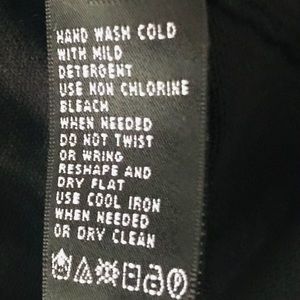 HAND WASH COLD
WITH MILD
DETERGENT
USE NON CHLORINE
BLEACH
WHEN NEEDED
DO NOT TWIST
OR WRING
RESHAPE AND
DRY FLAT
USE COOL IRON
WHEN NEEDED
OR DRY CLEAN